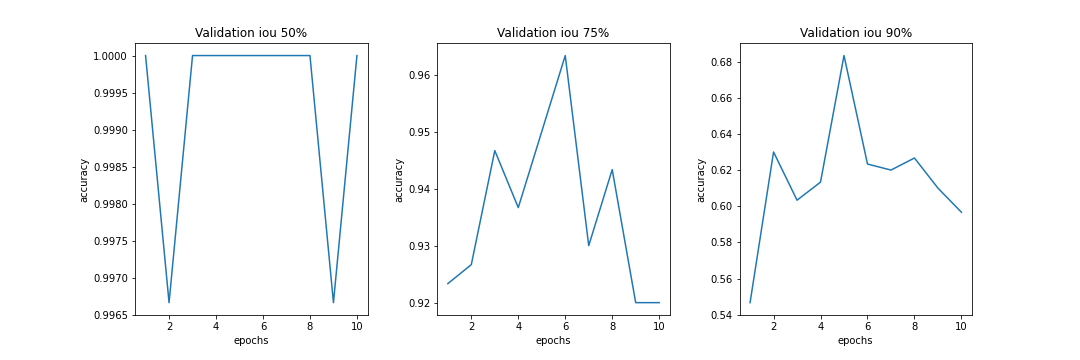 Validation iou 50%
accuracy
1.0000
0.9995
0.9990
0.9985
0.9980
0.9975
0.9970
0.9965
2 4 6 8 10
epochs
Validation iou 75%
accuracy
0.96
0.95
0.94
0.93
0.92
2 4 6 8 10
epochs
Validation iou 90%
accuracy
0.68
0.66
0.64
0.62
0.60
0.58
0.56
0.54
2 4 6 8 10
epochs